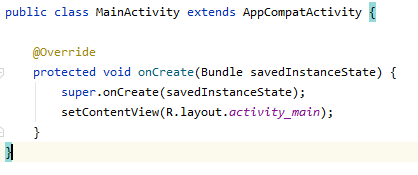 public class MainActivity extends AppCompatActivity {
@Override
protected void onCreate(Bundle savedInstanceState) {
super.onCreate(savedInstanceState);
setContentView(R.layout.activity_main);
}
}